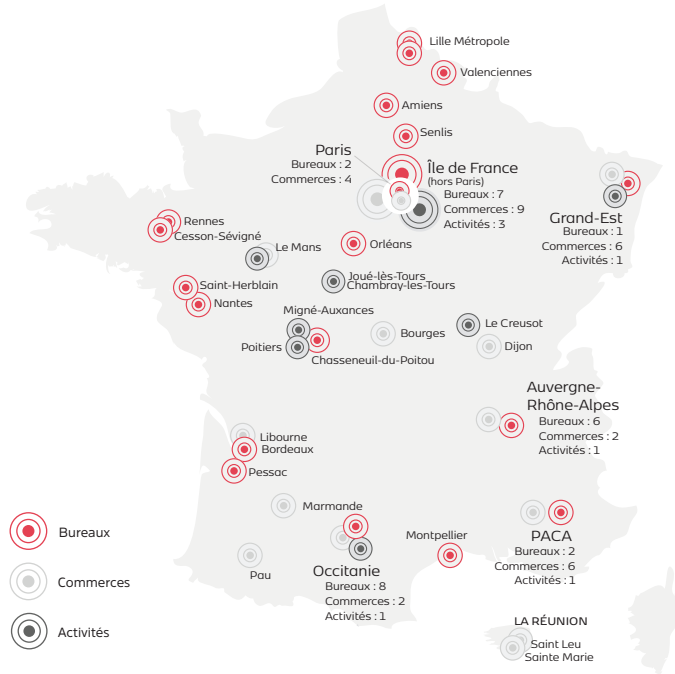 Lille Métropole
Valenciennes
Amiens
Senlis
Paris
Bureaux : 2
Commerces : 4
Île de France
(hors Paris)
Bureaux : 7
Commerces : 9
Activités : 3
Grand-Est
Bureaux : 1
Commerces : 6
Activités : 1
Rennes
Cesson-Sévigné
Le Mans
Orléans
Joué-lès-Tours
Chambray-les-Tours
Saint-Herblain
Nantes
Migné-Auxances
Poitiers
Chasseneuil-du-Poitou
Bourges
Le Creusot
Dijon
Auvergne-
Rhône-Alpes
Bureaux : 6
Commerces : 2
Activités : 1
Libourne
Bordeaux
Pessac
Marmande
Pau
Occitanie
Bureaux : 8
Commerces : 2
Activités : 1
Montpellier
PACA
Bureaux : 2
Commerces : 6
Activités : 1
Bureaux
Commerces
Activités
LA RÉUNION
Saint Leu
Sainte Marie